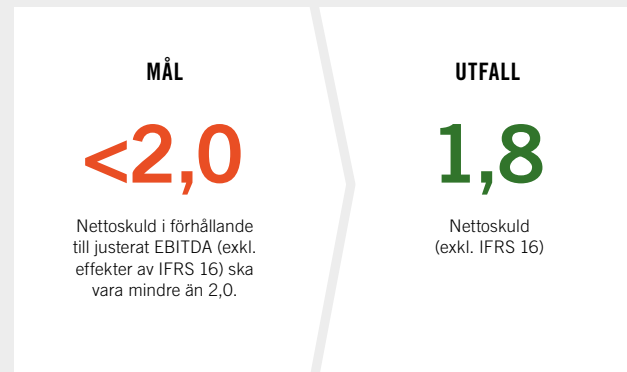 MÅL
<2,0
Nettoskuld i förhållande
till justerat EBITDA (exkl.
effekter av IFRS 16) ska
vara mindre än 2,0.
UTFALL
1,8
Nettoskuld
(exkl. IFRS 16)